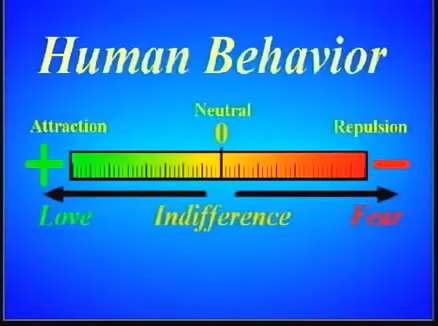 Human Behavior
Neutral
Attraction 0 Repulsion
+ −
Love Indifference Fear